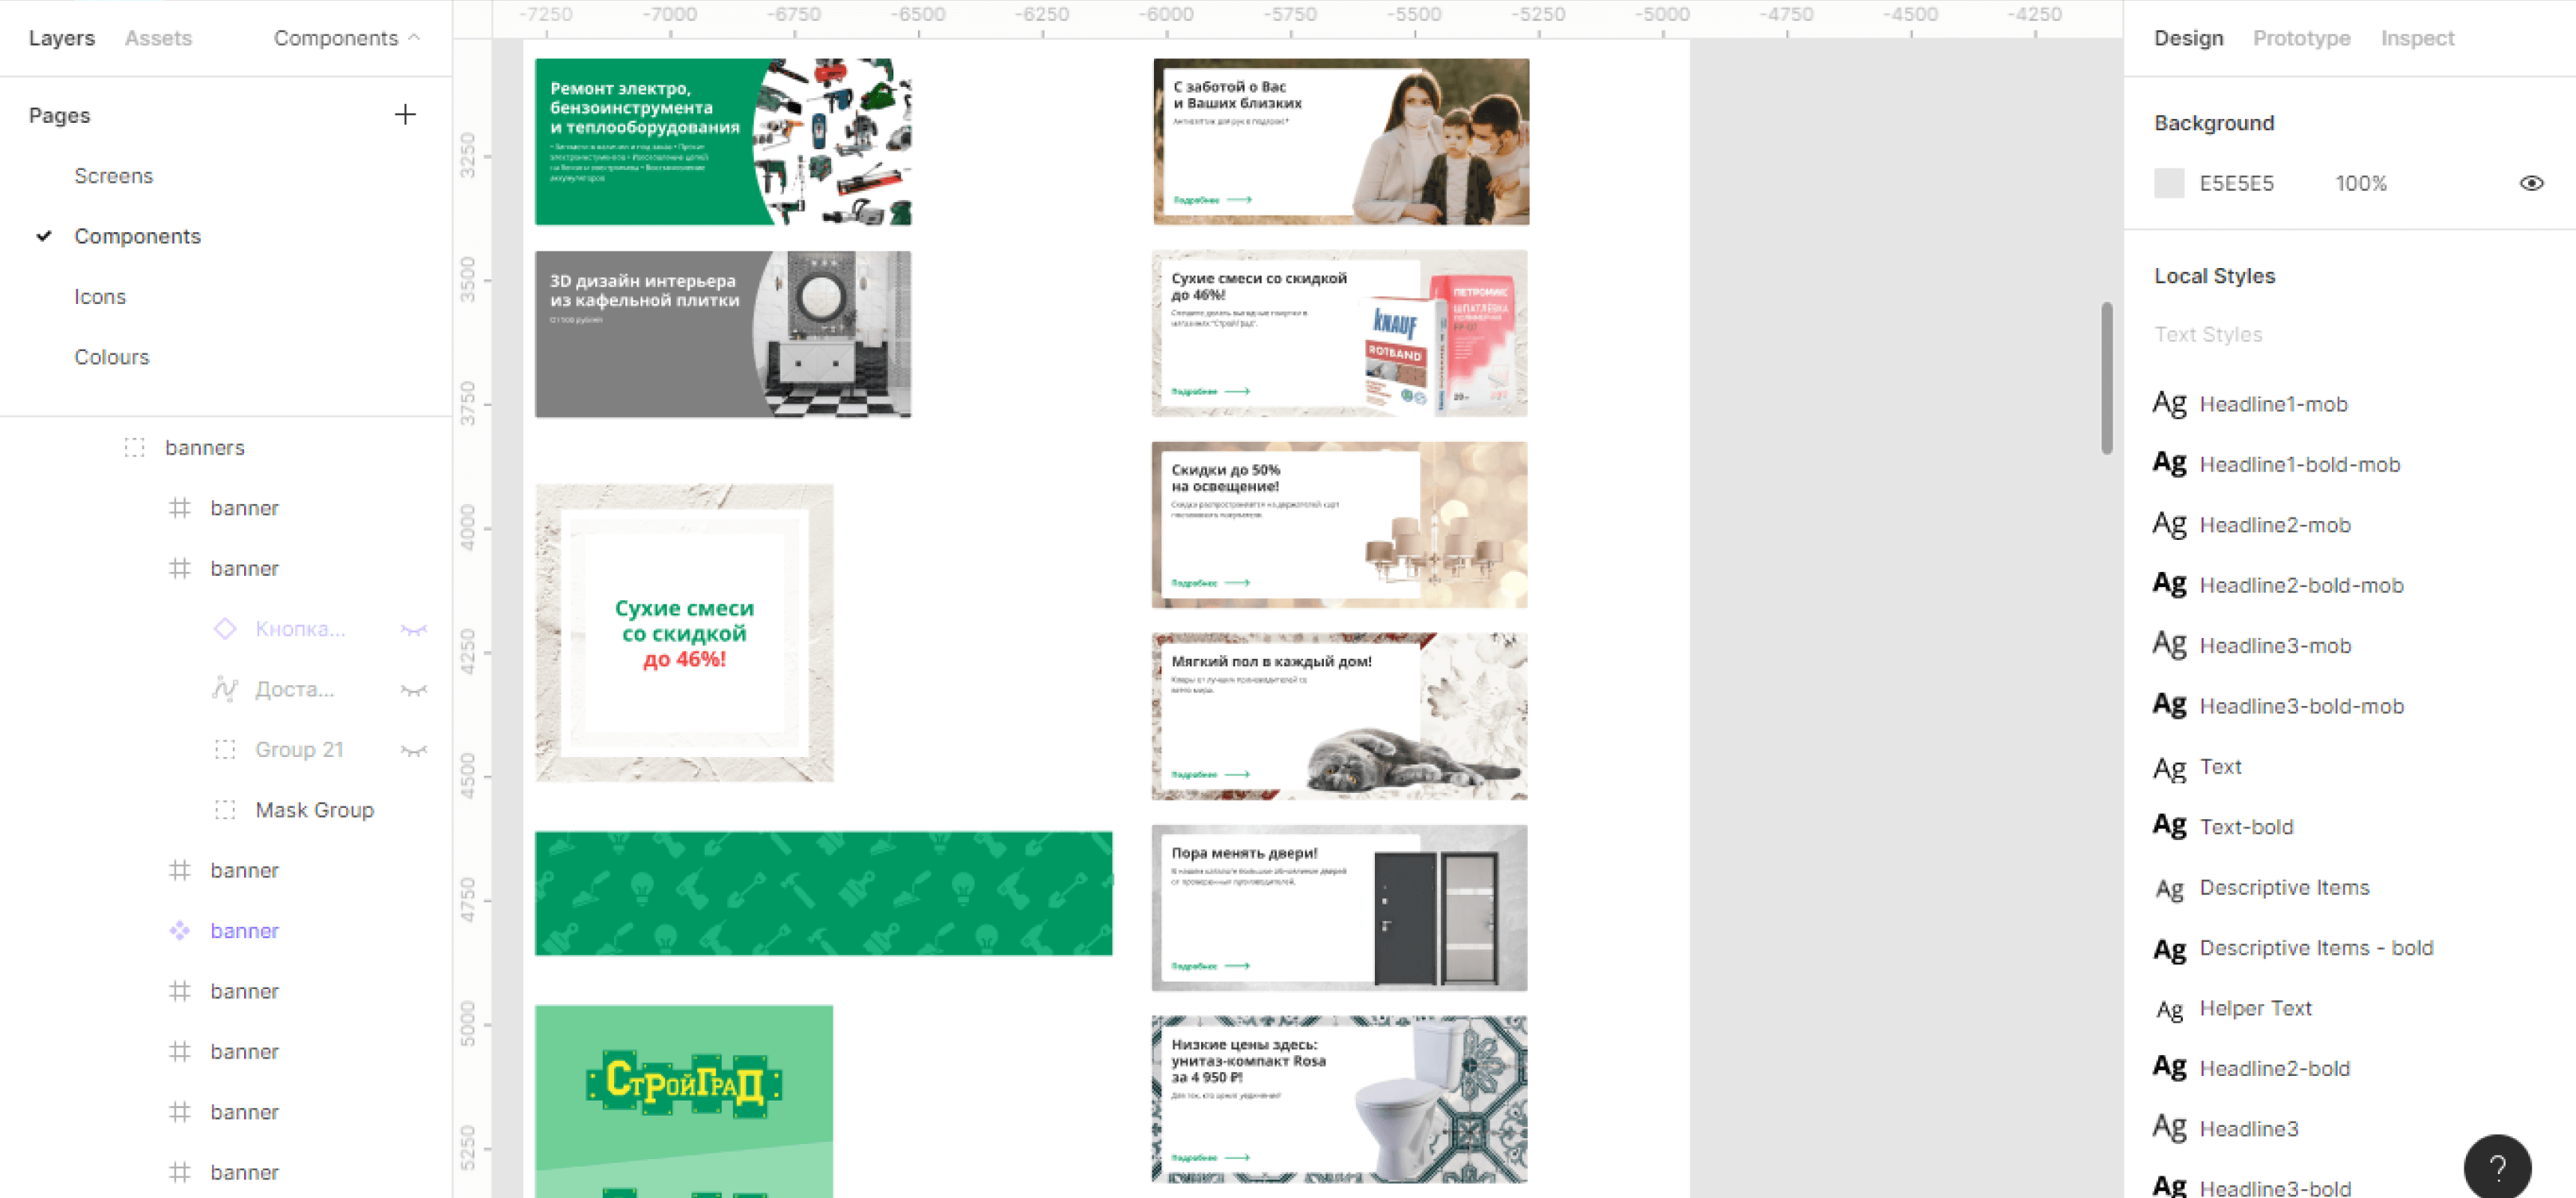 Layers Assets Components
-7250 -7000 -6750 -6500 -6250 -6000 -5750 -5500 -5250 -5000 -4750 -4500 -4250
Design Prototype Inspect
Pages
Screens
Components
Icons
Colours
banners
banner
banner
Кнопка...
Доста...
Group 21
Mask Group
banner
banner
banner
banner
banner
banner
3250
3500
3750
4000
4250
4500
4750
5000
5250
Ремонт электро,
бензоинструмента
и теплооборудования
3D дизайн интерьера
из кафельной плитки
Сухие смеси
со скидкой
до 46%!
СтройГрад
С заботой о Вас
и Ваших близких
Подробнее
Сухие смеси со скидкой
до 46%!
KNAUF
ROTBAND
ПЕТРОМИКС
ШПАТЛЁВКА
Подробнее
Скидки до 50%
на освещение!
Подробнее
Мягкий пол в каждый дом!
Подробнее
Пора менять двери!
Подробнее
Низкие цены здесь:
унитаз-компакт Rosa
за 4 950 ₽!
Подробнее
Background
E5E5E5 100%
Local Styles
Text Styles
Ag Headline1-mob
Ag Headline1-bold-mob
Ag Headline2-mob
Ag Headline2-bold-mob
Ag Headline3-mob
Ag Headline3-bold-mob
Ag Text
Ag Text-bold
Ag Descriptive Items
Ag Descriptive Items - bold
Ag Helper Text
Ag Headline2-bold
Ag Headline3
Ag Headline3-bold
?